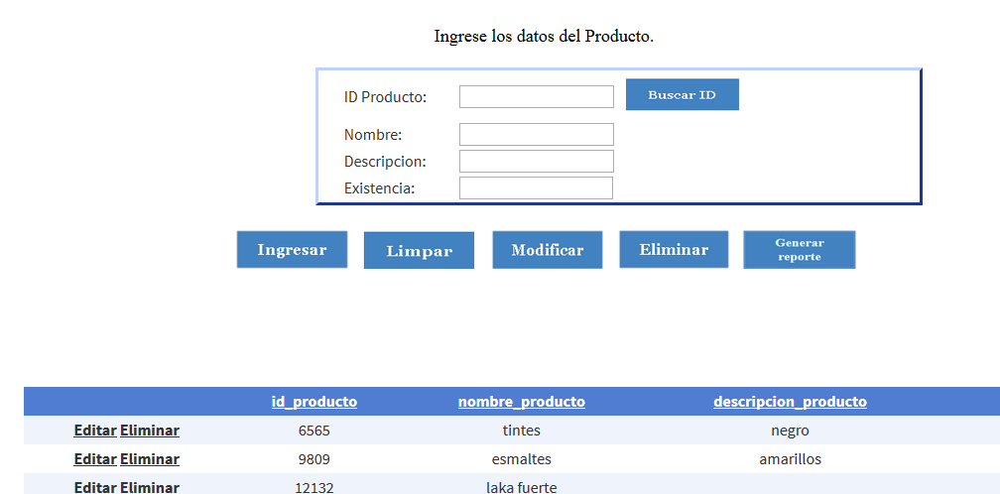 Ingrese los datos del Producto.
ID Producto: Buscar ID
Nombre:
Descripcion:
Existencia:
Ingresar Limpar Modificar Eliminar Generar reporte
id_producto nombre_producto descripcion_producto
Editar Eliminar 6565 tintes negro
Editar Eliminar 9809 esmaltes amarillos
Editar Eliminar 12132 laka fuerte